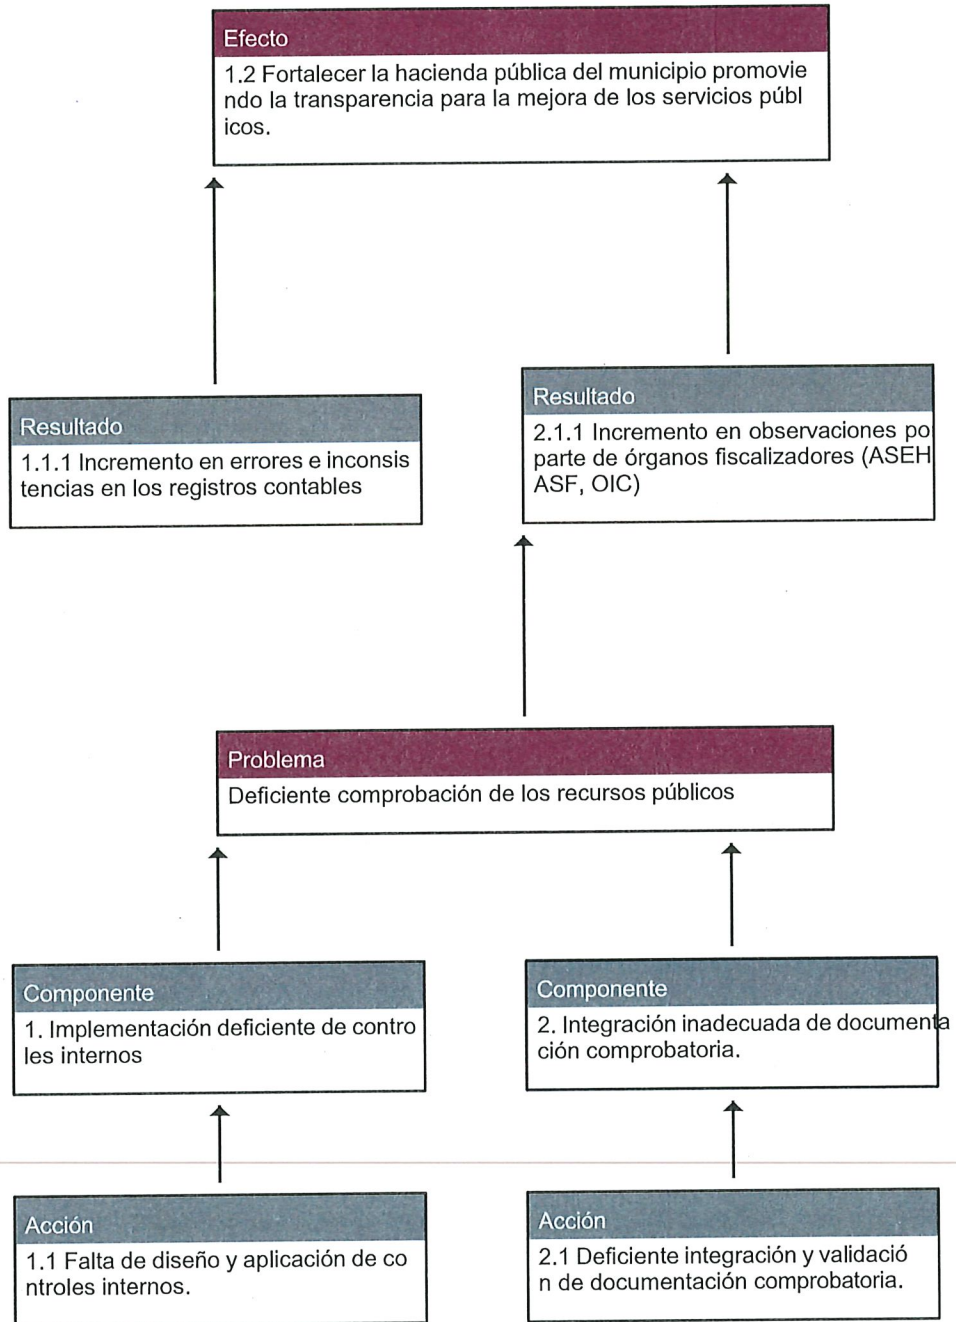 Efecto
1.2 Fortalecer la hacienda pública del municipio promovie
ndo la transparencia para la mejora de los servicios públ
icos.
Resultado
1.1.1 Incremento en errores e inconsis
tencias en los registros contables
Resultado
2.1.1 Incremento en observaciones po
parte de órganos fiscalizadores (ASEH
ASF, OIC)
Problema
Deficiente comprobación de los recursos públicos
Componente
1. Implementación deficiente de contro
les internos
Componente
2. Integración inadecuada de documenta
ción comprobatoria.
Acción
1.1 Falta de diseño y aplicación de co
ntroles internos.
Acción
2.1 Deficiente integración y validació
n de documentación comprobatoria.